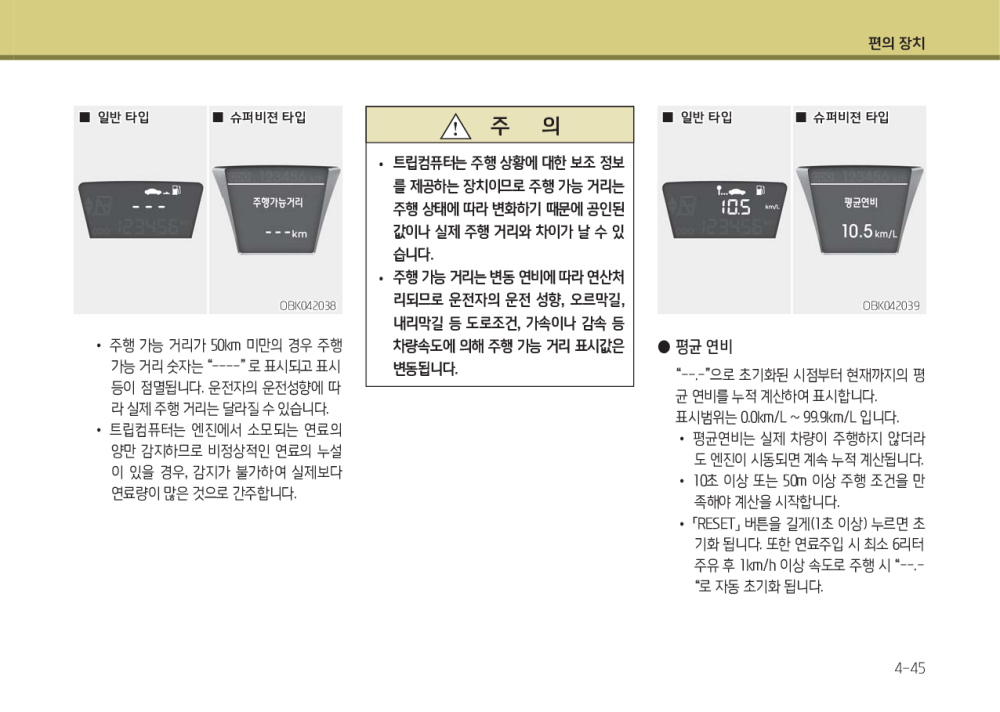 편의 장치
■ 일반 타입
■ 슈퍼비젼 타입
---
주행가능거리
---km
OBK042038
• 주행 가능 거리가 50km 미만의 경우 주행
가능 거리 숫자는 “----” 로 표시되고 표시
등이 점멸됩니다. 운전자의 운전성향에 따
라 실제 주행 거리는 달라질 수 있습니다.
• 트립컴퓨터는 엔진에서 소모되는 연료의
양만 감지하므로 비정상적인 연료의 누설
이 있을 경우, 감지가 불가하여 실제보다
연료량이 많은 것으로 간주합니다.
주 의
• 트립컴퓨터는 주행 상황에 대한 보조 정보
를 제공하는 장치이므로 주행 가능 거리는
주행 상태에 따라 변화하기 때문에 공인된
값이나 실제 주행 거리와 차이가 날 수 있
습니다.
• 주행 가능 거리는 변동 연비에 따라 연산처
리되므로 운전자의 운전 성향, 오르막길,
내리막길 등 도로조건, 가속이나 감속 등
차량속도에 의해 주행 가능 거리 표시값은
변동됩니다.
■ 일반 타입
■ 슈퍼비젼 타입
10.5 km/L
평균연비
10.5 km/L
OBK042039
● 평균 연비
“--.-”으로 초기화된 시점부터 현재까지의 평
균 연비를 누적 계산하여 표시합니다.
표시범위는 0.0km/L ~ 99.9km/L 입니다.
• 평균연비는 실제 차량이 주행하지 않더라
도 엔진이 시동되면 계속 누적 계산됩니다.
• 10초 이상 또는 50m 이상 주행 조건을 만
족해야 계산을 시작합니다.
• 「RESET」 버튼을 길게(1초 이상) 누르면 초
기화 됩니다. 또한 연료주입 시 최소 6리터
주유 후 1km/h 이상 속도로 주행 시 “--.-
“로 자동 초기화 됩니다.
4-45